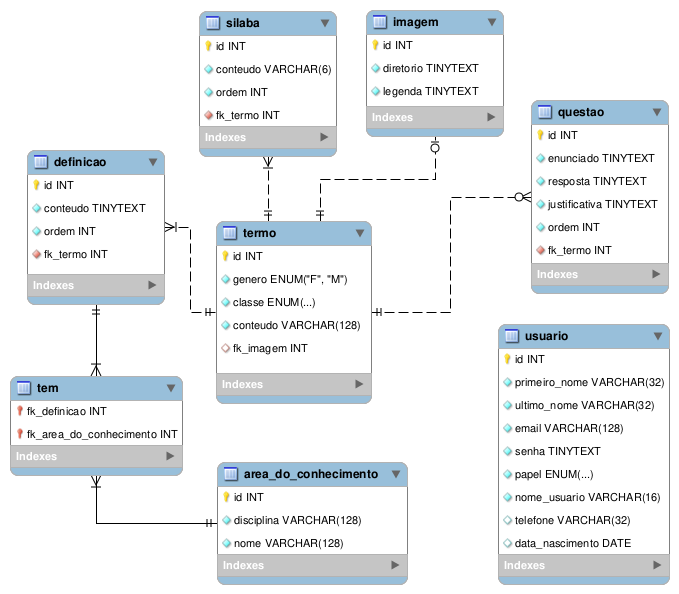 silaba
id INT
conteudo VARCHAR(6)
ordem INT
fk_termo INT
Indexes
imagem
id INT
diretorio TINYTEXT
legenda TINYTEXT
Indexes
questao
id INT
enunciado TINYTEXT
resposta TINYTEXT
justificativa TINYTEXT
ordem INT
fk_termo INT
Indexes
definicao
id INT
conteudo TINYTEXT
ordem INT
fk_termo INT
Indexes
termo
id INT
genero ENUM("F", "M")
classe ENUM(...)
conteudo VARCHAR(128)
fk_imagem INT
Indexes
usuario
id INT
primeiro_nome VARCHAR(32)
ultimo_nome VARCHAR(32)
email VARCHAR(128)
senha TINYTEXT
papel ENUM(...)
nome_usuario VARCHAR(16)
telefone VARCHAR(32)
data_nascimento DATE
Indexes
tem
fk_definicao INT
fk_area_do_conhecimento INT
Indexes
area_do_conhecimento
id INT
disciplina VARCHAR(128)
nome VARCHAR(128)
Indexes